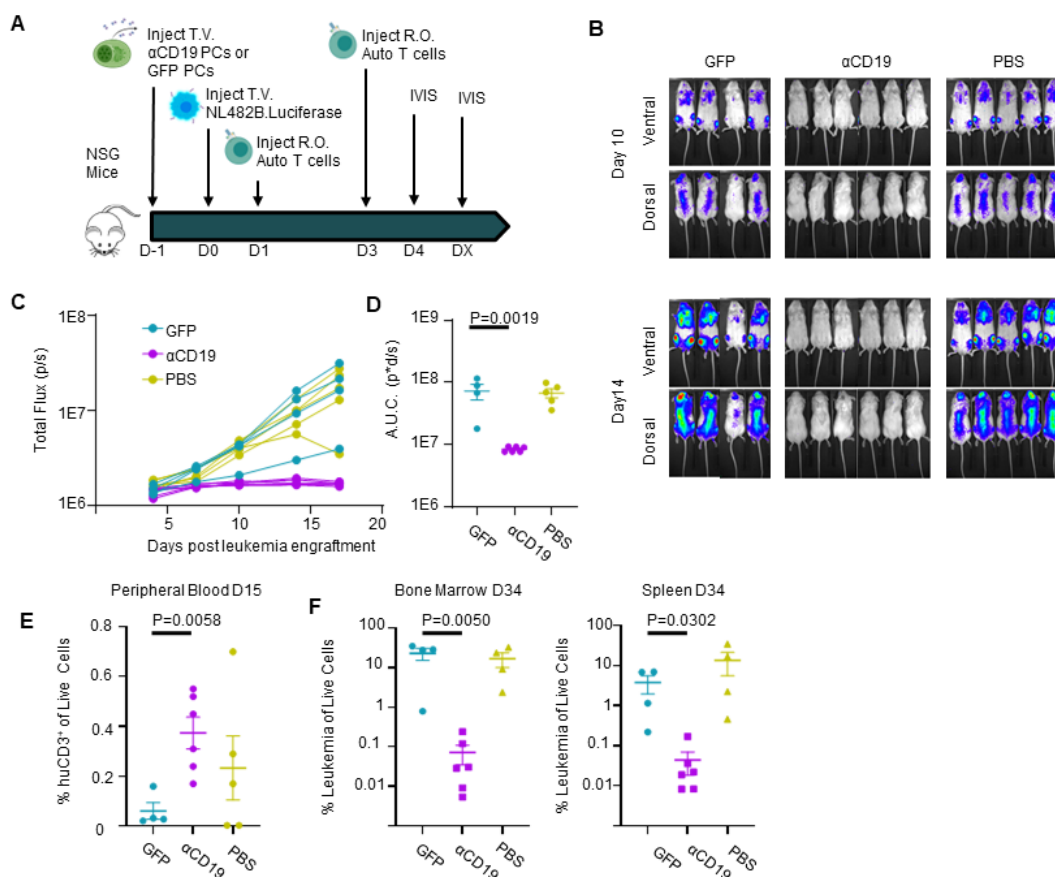 A
Inject T.V.
αCD19 PCs or
GFP PCs
Inject T.V.
NL482B.Luciferase
Inject R.O.
Auto T cells
Inject R.O.
Auto T cells
IVIS
IVIS
NSG
Mice
D-1
D0
D1
D3
D4
DX
B
GFP
αCD19
PBS
Day 10
Ventral
Dorsal
Day14
Ventral
Dorsal
C
Total Flux (p/s)
1E8
1E7
1E6
GFP
αCD19
PBS
5
10
15
20
Days post leukemia engraftment
D
P=0.0019
A.U.C. (p*d/s)
1E9
1E8
1E7
1E6
GFP
αCD19
PBS
E
Peripheral Blood D15
P=0.0058
% huCD3⁺ of Live Cells
0.8
0.6
0.4
0.2
0
GFP
αCD19
PBS
F
Bone Marrow D34
P=0.0050
% Leukemia of Live Cells
100
10
1
0.1
0.01
GFP
αCD19
PBS
Spleen D34
P=0.0302
% Leukemia of Live Cells
100
10
1
0.1
0.01
GFP
αCD19
PBS